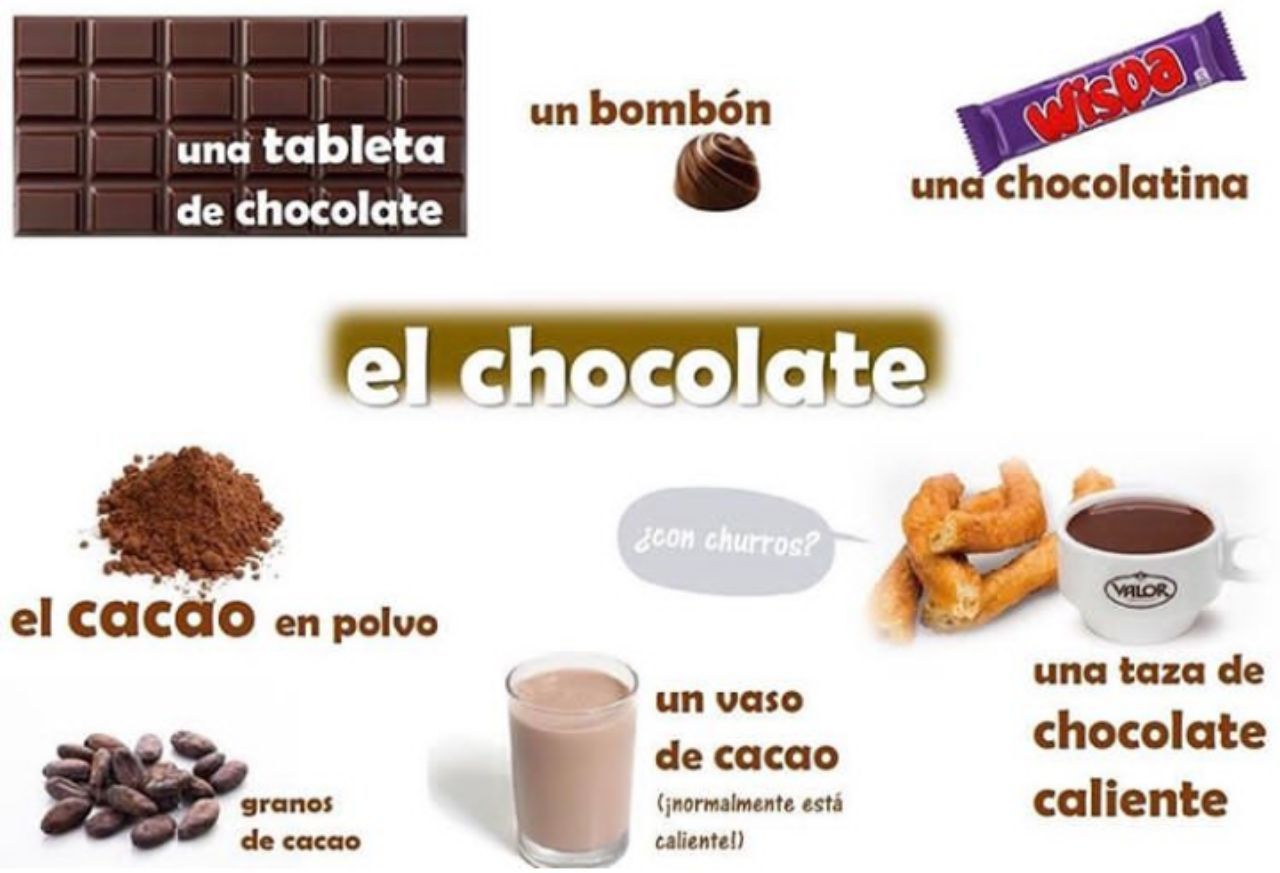 una tableta
de chocolate
un bombón
wispa
una chocolatina
el chocolate
el cacao en polvo
¿con churros?
VALOR
una taza de
chocolate
caliente
un vaso
de cacao
(¡normalmente está
caliente!)
granos
de cacao